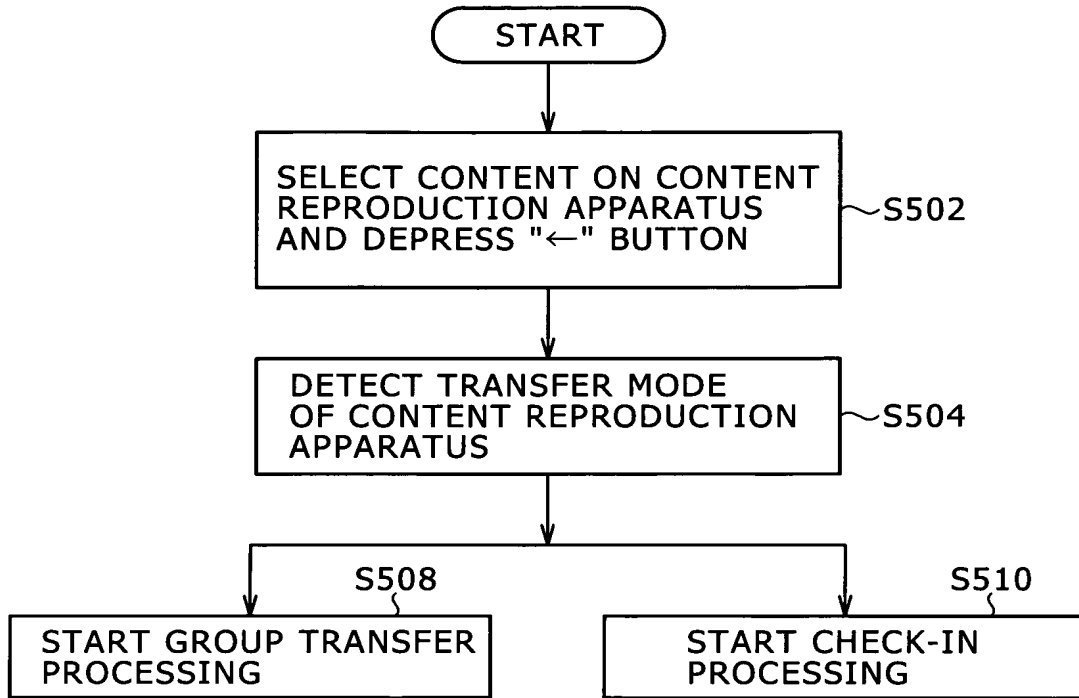 START
SELECT CONTENT ON CONTENT
REPRODUCTION APPARATUS
AND DEPRESS "←" BUTTON
S502
DETECT TRANSFER MODE
OF CONTENT REPRODUCTION
APPARATUS
S504
S508
START GROUP TRANSFER
PROCESSING
S510
START CHECK-IN
PROCESSING